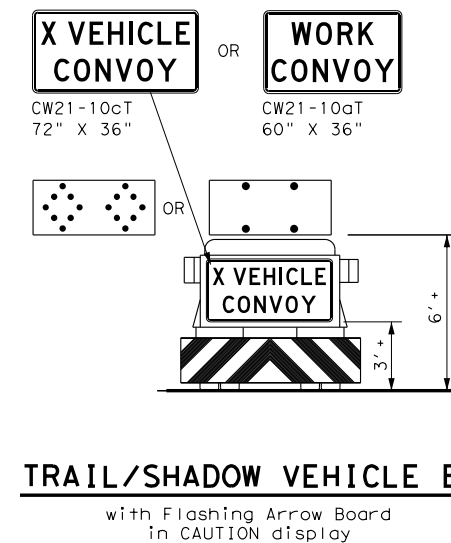 X VEHICLE
CONVOY
OR
WORK
CONVOY
CW21-10cT
72" X 36"
CW21-10aT
60" X 36"
OR
X VEHICLE
CONVOY
6' +
3' +
TRAIL/SHADOW VEHICLE B
with Flashing Arrow Board
in CAUTION display